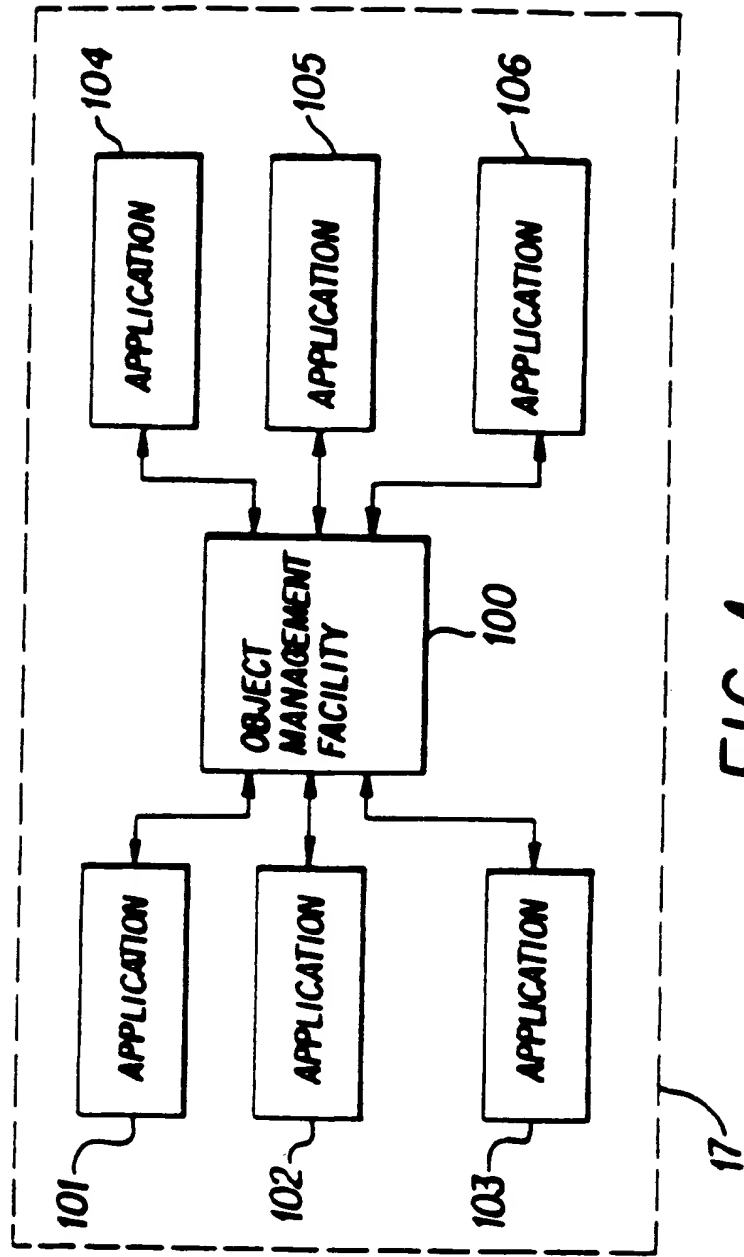 101
APPLICATION
102
APPLICATION
103
APPLICATION
OBJECT
MANAGEMENT
FACILITY
100
APPLICATION
104
APPLICATION
105
APPLICATION
106
17